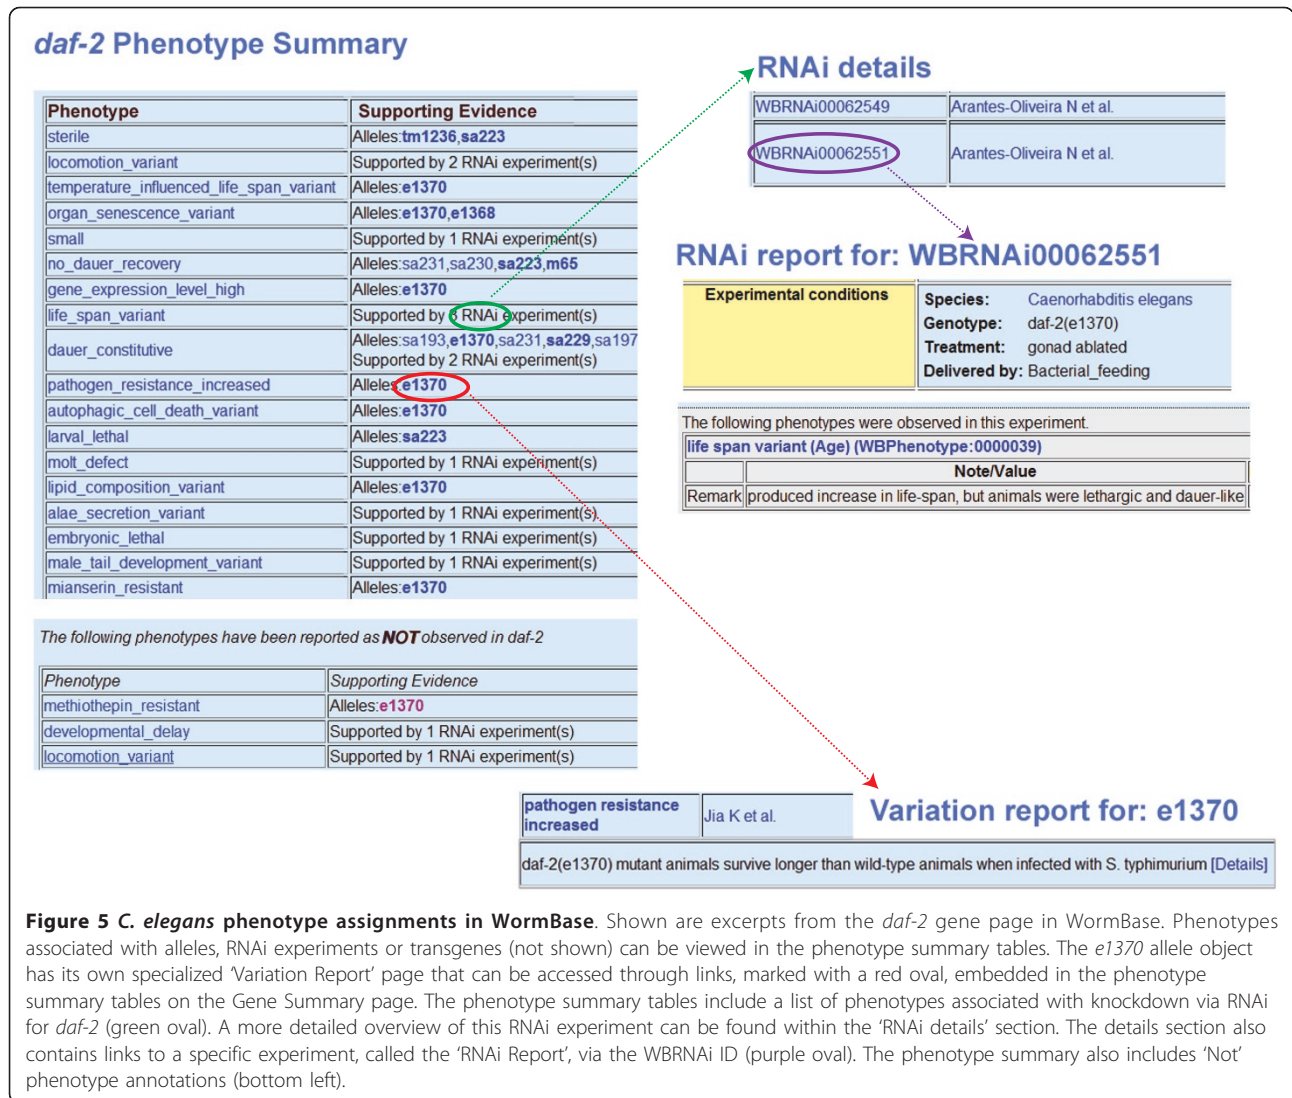 daf-2 Phenotype Summary
Phenotype Supporting Evidence
sterile Alleles:tm1236,sa223
locomotion_variant Supported by 2 RNAi experiment(s)
temperature_influenced_life_span_variant Alleles:e1370
organ_senescence_variant Alleles:e1370,e1368
small Supported by 1 RNAi experiment(s)
no_dauer_recovery Alleles:sa231,sa230,sa223,m65
gene_expression_level_high Alleles:e1370
life_span_variant Supported by RNAi experiment(s)
dauer_constitutive Alleles:sa193,e1370,sa231,sa229,sa197
Supported by 2 RNAi experiment(s)
pathogen_resistance_increased Alleles:e1370
autophagic_cell_death_variant Alleles:e1370
larval_lethal Alleles:sa223
molt_defect Supported by 1 RNAi experiment(s)
lipid_composition_variant Alleles:e1370
alae_secretion_variant Supported by 1 RNAi experiment(s)
embryonic_lethal Supported by 1 RNAi experiment(s)
male_tail_development_variant Supported by 1 RNAi experiment(s)
mianserin_resistant Alleles:e1370
The following phenotypes have been reported as NOT observed in daf-2
Phenotype Supporting Evidence
methiothepin_resistant Alleles:e1370
developmental_delay Supported by 1 RNAi experiment(s)
locomotion_variant Supported by 1 RNAi experiment(s)
RNAi details
WBRNAi00062549 Arantes-Oliveira N et al.
WBRNAi00062551 Arantes-Oliveira N et al.
RNAi report for: WBRNAi00062551
Experimental conditions
Species: Caenorhabditis elegans
Genotype: daf-2(e1370)
Treatment: gonad ablated
Delivered by: Bacterial_feeding
The following phenotypes were observed in this experiment.
life span variant (Age) (WBPhenotype:0000039)
Note/Value
Remark produced increase in life-span, but animals were lethargic and dauer-like
pathogen resistance
increased
Jia K et al.
Variation report for: e1370
daf-2(e1370) mutant animals survive longer than wild-type animals when infected with S. typhimurium [Details]
Figure 5 C. elegans phenotype assignments in WormBase. Shown are excerpts from the daf-2 gene page in WormBase. Phenotypes
associated with alleles, RNAi experiments or transgenes (not shown) can be viewed in the phenotype summary tables. The e1370 allele object
has its own specialized ‘Variation Report’ page that can be accessed through links, marked with a red oval, embedded in the phenotype
summary tables on the Gene Summary page. The phenotype summary tables include a list of phenotypes associated with knockdown via RNAi
for daf-2 (green oval). A more detailed overview of this RNAi experiment can be found within the ‘RNAi details’ section. The details section also
contains links to a specific experiment, called the ‘RNAi Report’, via the WBRNAi ID (purple oval). The phenotype summary also includes ‘Not’
phenotype annotations (bottom left).